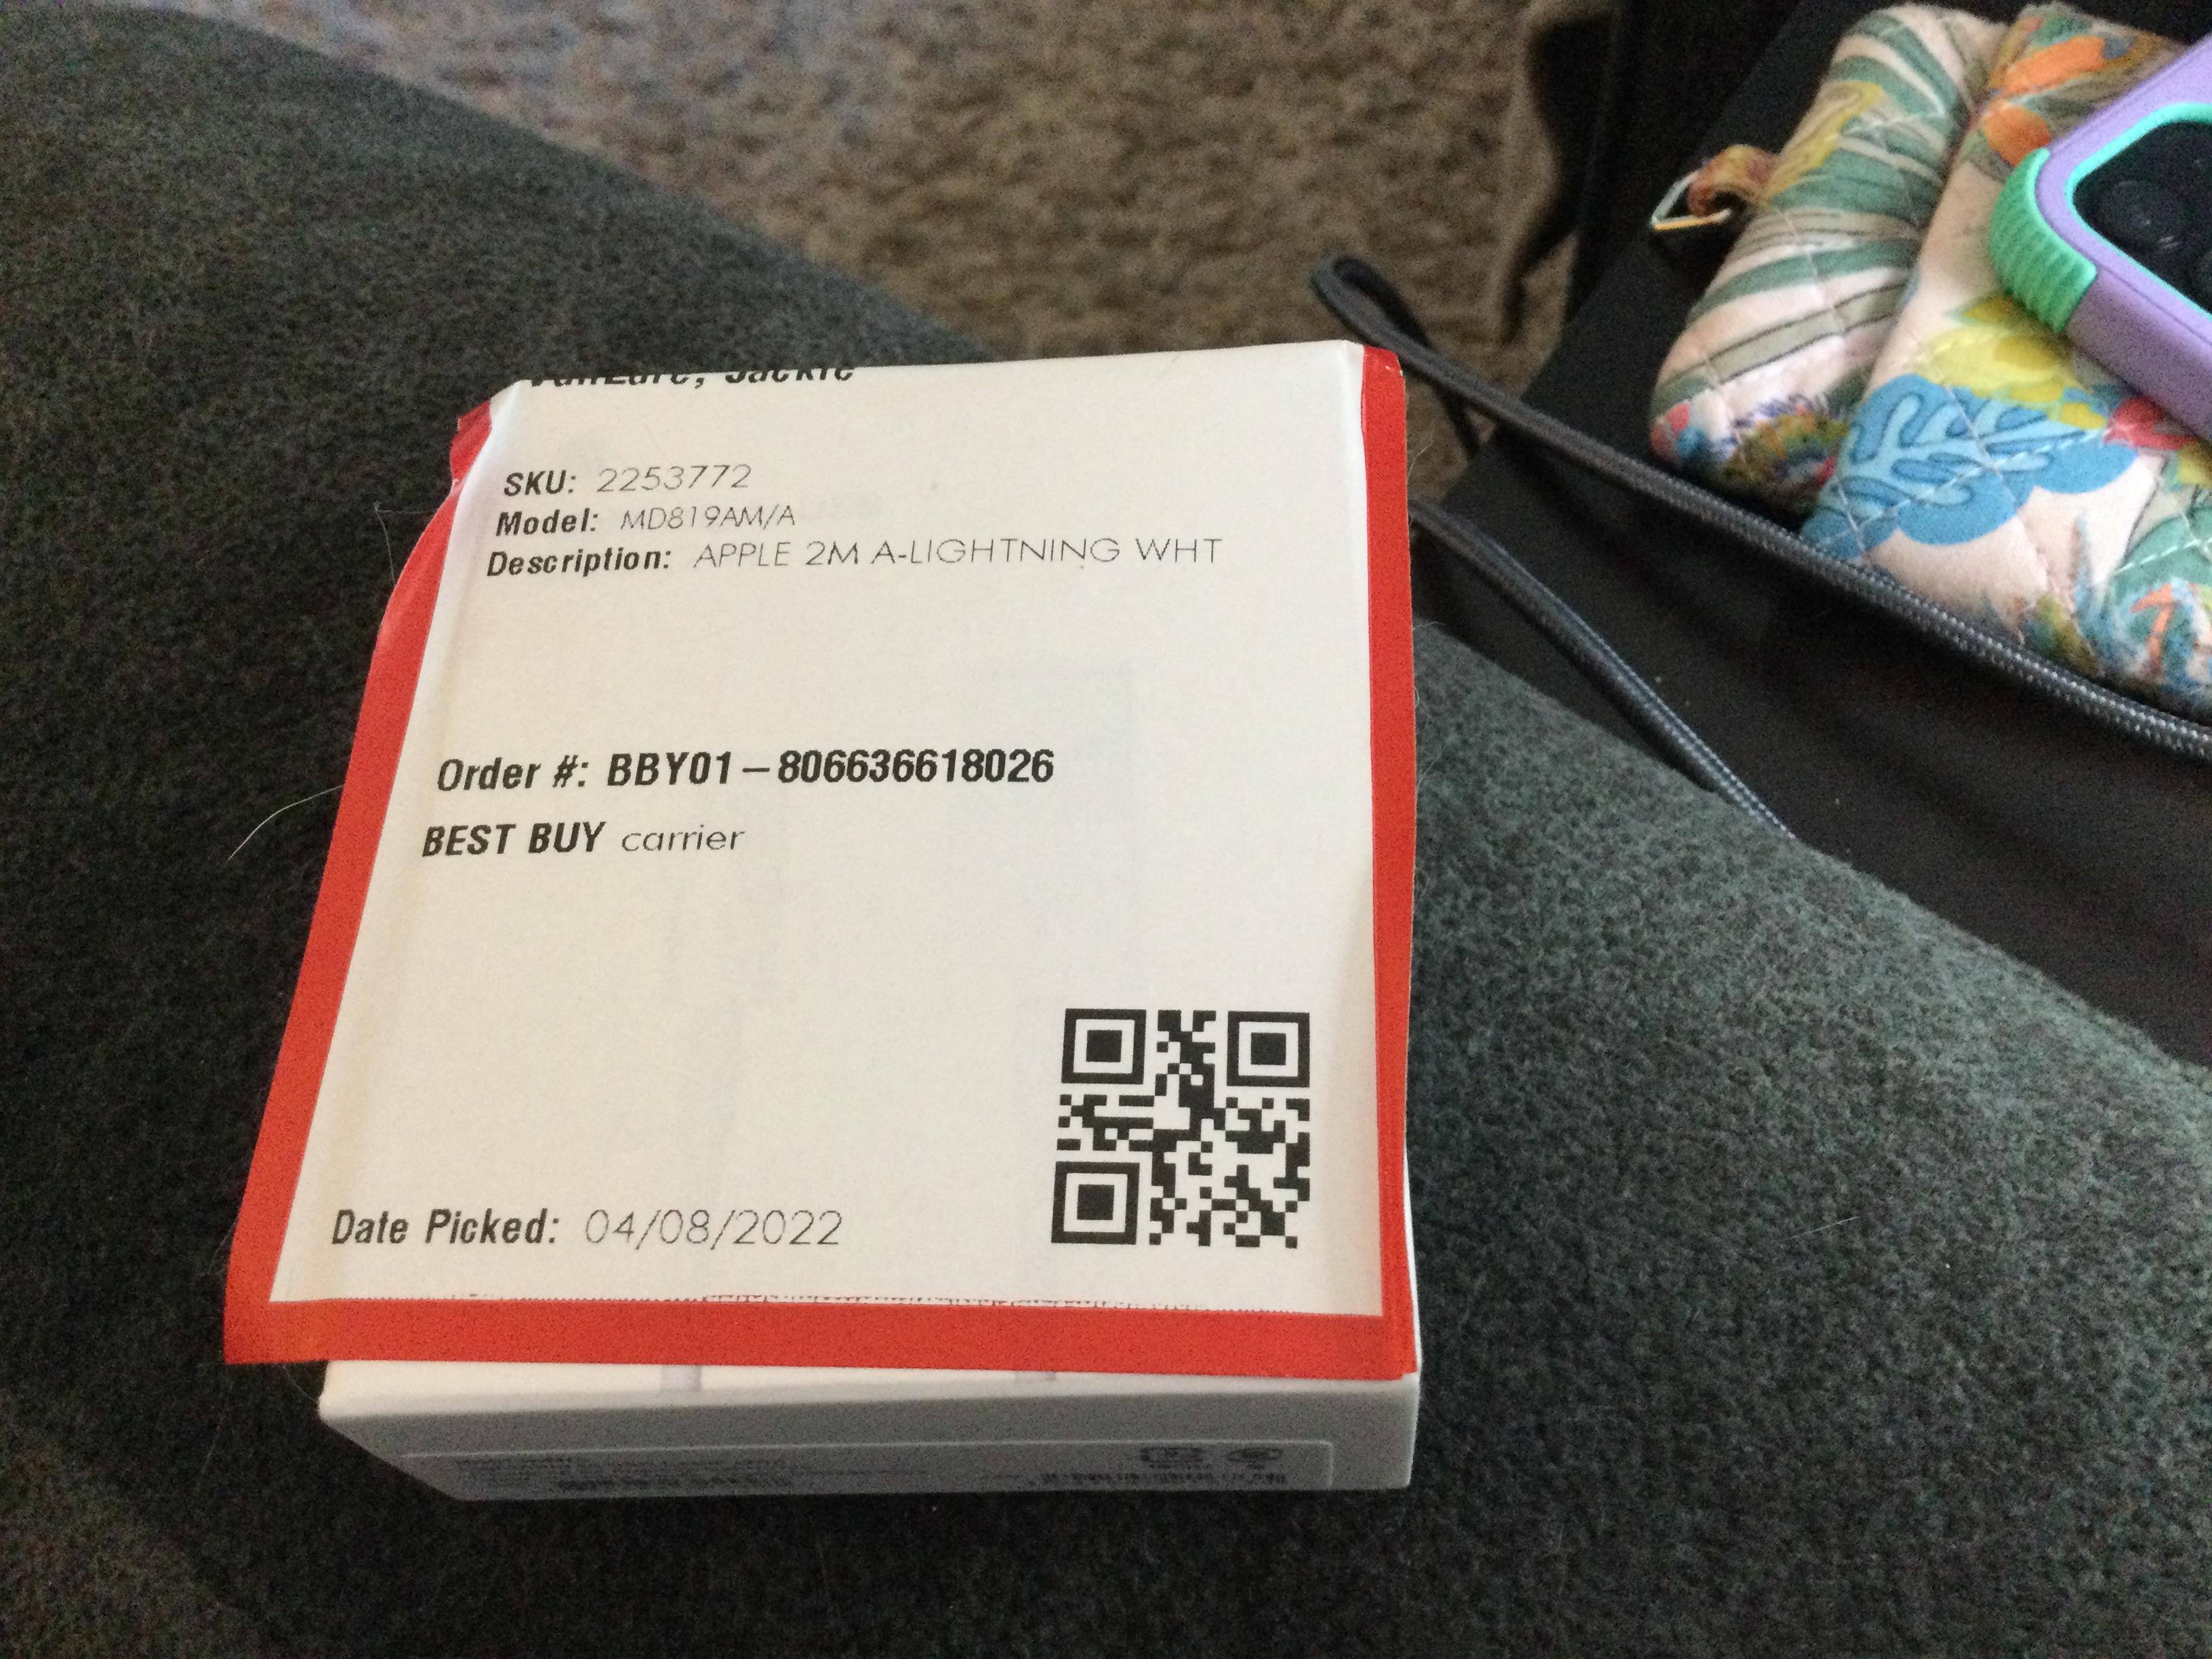 Jackie
SKU: 2253772
Model: MD819AM/A
Description: APPLE 2M A-LIGHTNING WHT
Order #: BBY01-806636618026
BEST BUY carrier
Date Picked: 04/08/2022